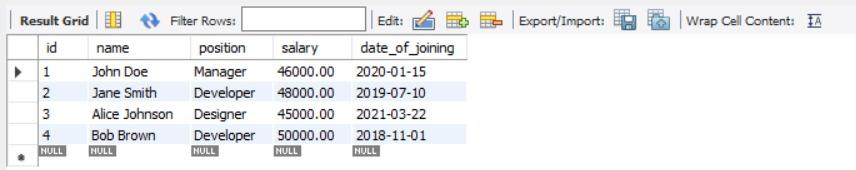 Result Grid Filter Rows: Edit: Export/Import: Wrap Cell Content: IA
id name position salary date_of_joining
1 John Doe Manager 46000.00 2020-01-15
2 Jane Smith Developer 48000.00 2019-07-10
3 Alice Johnson Designer 45000.00 2021-03-22
4 Bob Brown Developer 50000.00 2018-11-01
NULL NULL NULL NULL NULL